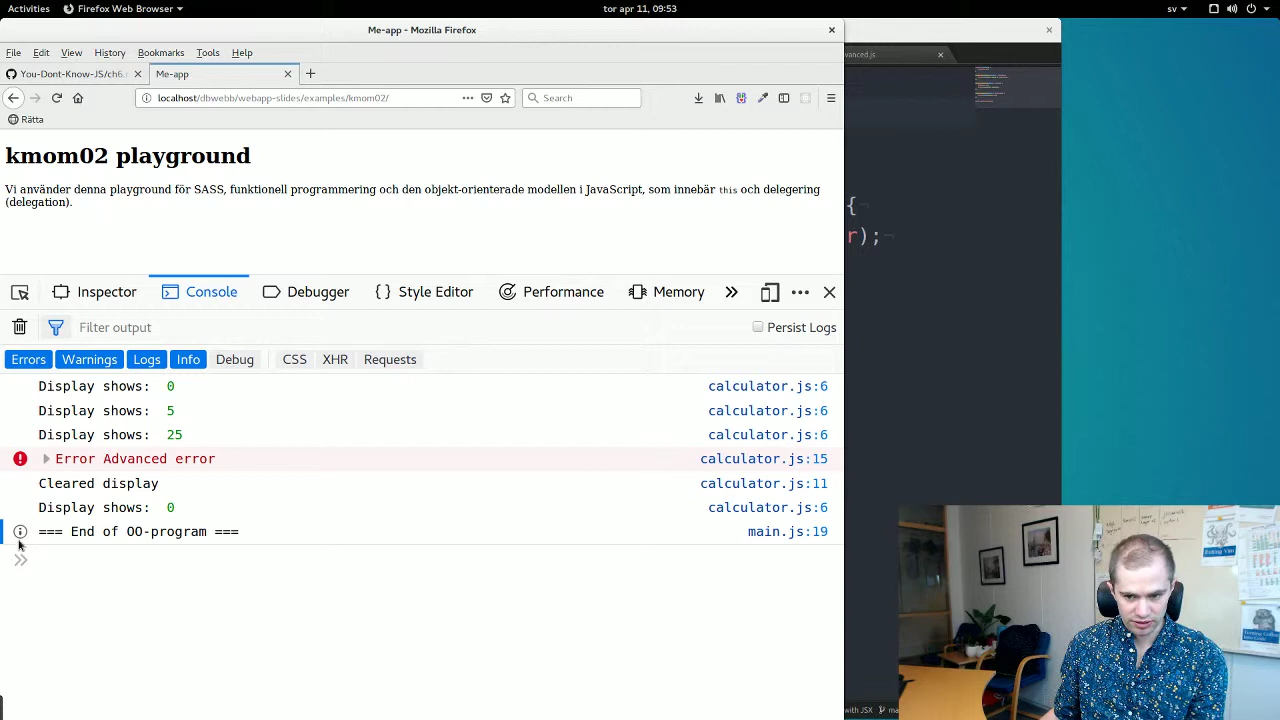 Activities
Firefox Web Browser
tor apr 11, 09:53
sv
Me-app - Mozilla Firefox
File Edit View History Bookmarks Tools Help
You-Dont-Know-JS/ch6.
Me-app
localhost/dbwebb/webapp-
examples/kmom02/
Search
Rätta
kmom02 playground
Vi använder denna playground för SASS, funktionell programmering och den objekt-orienterade modellen i JavaScript, som innebär this och delegering
(delegation).
Inspector Console Debugger Style Editor Performance Memory
Filter output
Persist Logs
Errors Warnings Logs Info Debug CSS XHR Requests
Display shows: 0 calculator.js:6
Display shows: 5 calculator.js:6
Display shows: 25 calculator.js:6
Error Advanced error calculator.js:15
Cleared display calculator.js:11
Display shows: 0 calculator.js:6
=== End of OO-program === main.js:19
vanced.js
{
r);
with JSX